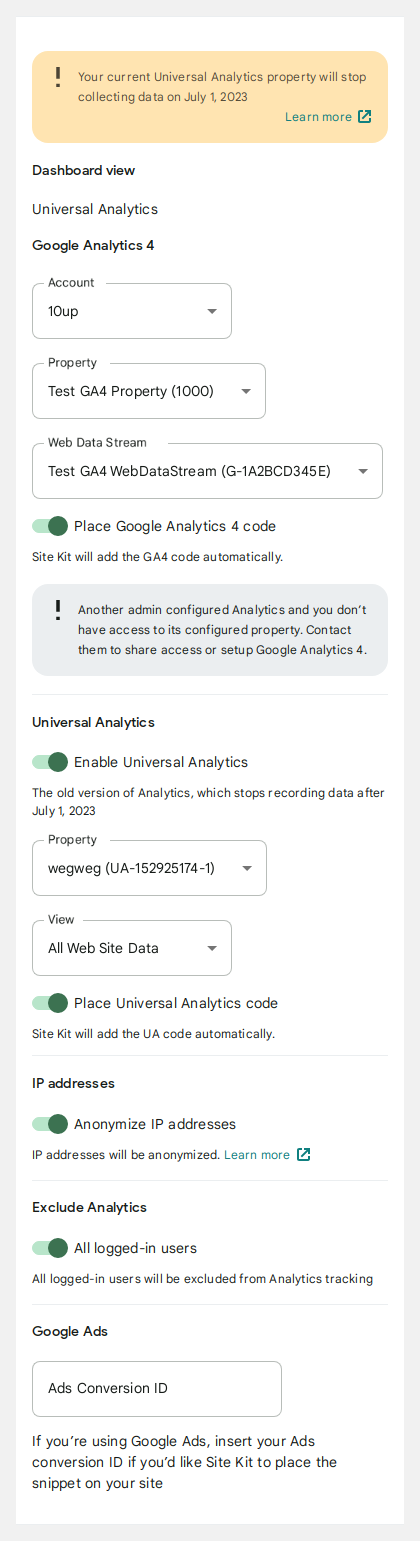 Your current Universal Analytics property will stop
collecting data on July 1, 2023
Learn more
Dashboard view
Universal Analytics
Google Analytics 4
Account
10up
Property
Test GA4 Property (1000)
Web Data Stream
Test GA4 WebDataStream (G-1A2BCD345E)
Place Google Analytics 4 code
Site Kit will add the GA4 code automatically.
Another admin configured Analytics and you don’t
have access to its configured property. Contact
them to share access or setup Google Analytics 4.
Universal Analytics
Enable Universal Analytics
The old version of Analytics, which stops recording data after
July 1, 2023
Property
wegweg (UA-152925174-1)
View
All Web Site Data
Place Universal Analytics code
Site Kit will add the UA code automatically.
IP addresses
Anonymize IP addresses
IP addresses will be anonymized. Learn more
Exclude Analytics
All logged-in users
All logged-in users will be excluded from Analytics tracking
Google Ads
Ads Conversion ID
If you’re using Google Ads, insert your Ads
conversion ID if you’d like Site Kit to place the
snippet on your site